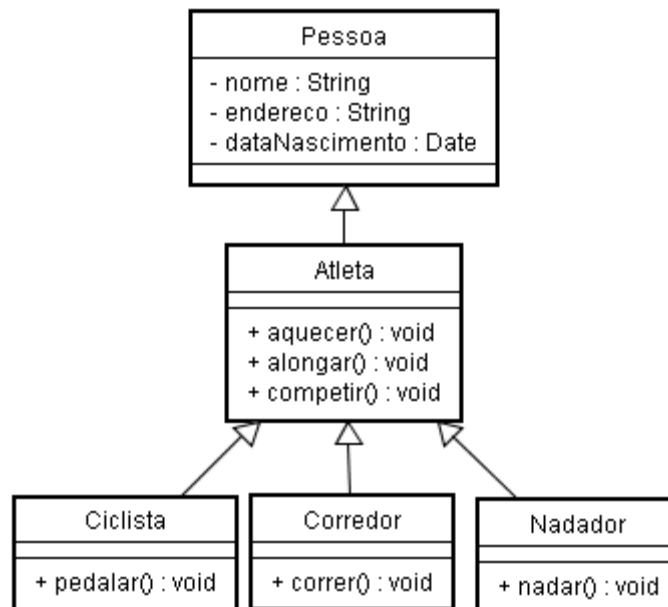 Pessoa
- nome : String
- endereco : String
- dataNascimento : Date
Atleta
+ aquecer() : void
+ alongar() : void
+ competir() : void
Ciclista
+ pedalar() : void
Corredor
+ correr() : void
Nadador
+ nadar() : void